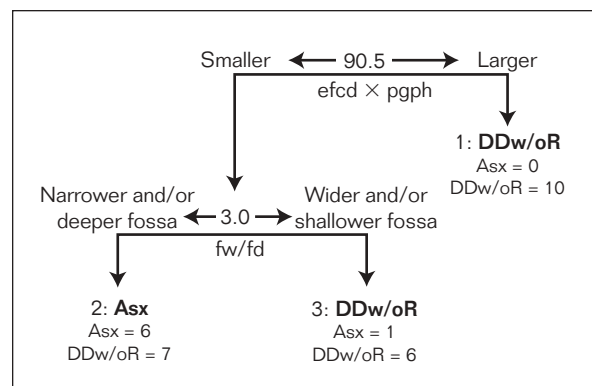 Smaller 90.5 Larger
efcd × pgph
1: DDw/oR
Asx = 0
DDw/oR = 10
Narrower and/or deeper fossa
3.0
Wider and/or shallower fossa
fw/fd
2: Asx
Asx = 6
DDw/oR = 7
3: DDw/oR
Asx = 1
DDw/oR = 6